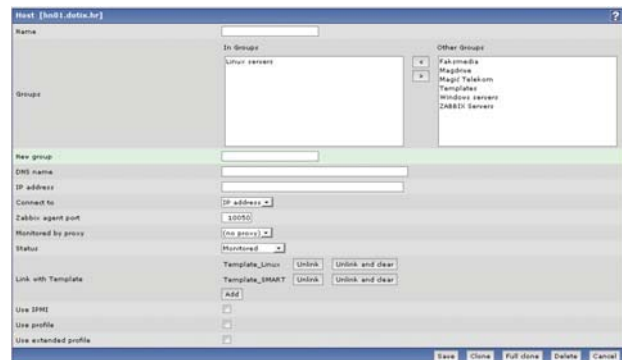 Host [hn01.dotix.hr] ?
Name
In Groups Other Groups
Groups
Linux servers
<
>
Faksmedia
Magdrive
Magić Telekom
Templates
Windows servers
ZABBIX Servers
New group
DNS name
IP address
Connect to IP address
Zabbix agent port 10050
Monitored by proxy (no proxy)
Status Monitored
Link with Template
Template_Linux Unlink Unlink and clear
Template_SMART Unlink Unlink and clear
Add
Use IPMI
Use profile
Use extended profile
Save Clone Full clone Delete Cancel